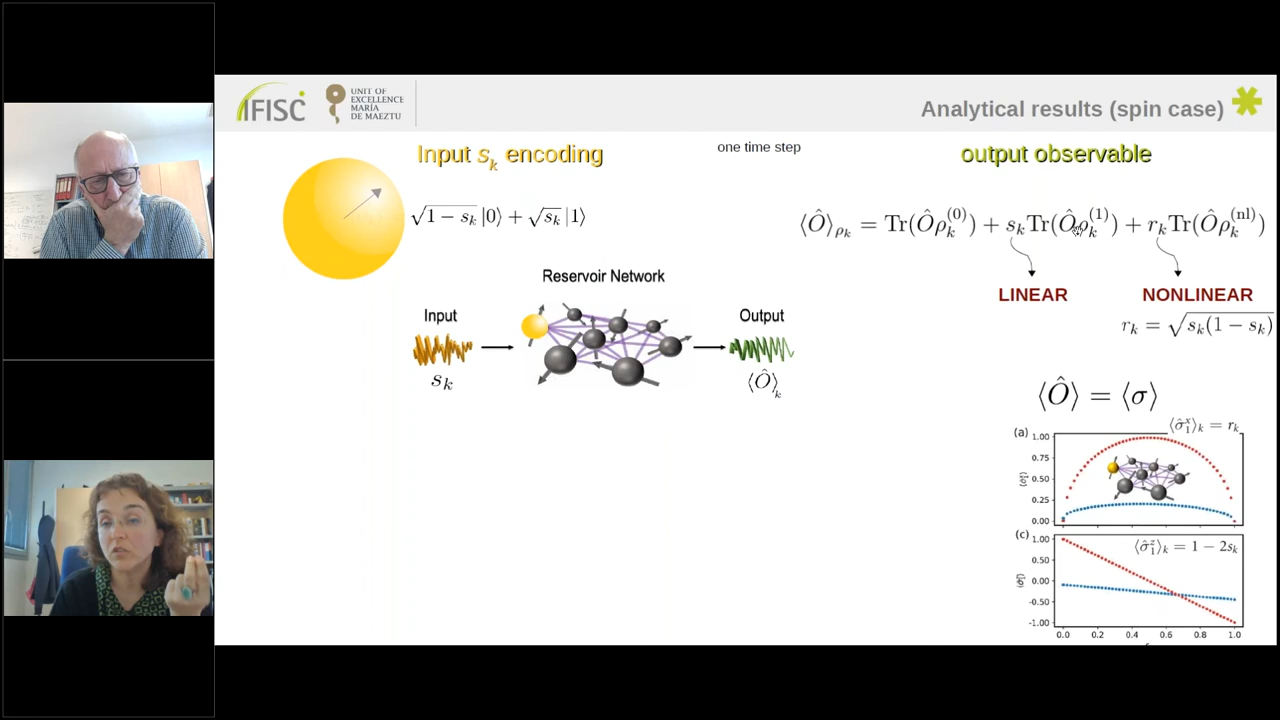 IFISC
UNIT OF
EXCELLENCE
MARÍA
DE MAEZTU
Analytical results (spin case)
Input s_k encoding
one time step
output observable
√(1 − s_k) |0⟩ + √s_k |1⟩
⟨Ô⟩_ρ_k = Tr(Ôρ_k^(0)) + s_k Tr(Ôρ_k^(1)) + r_k Tr(Ôρ_k^(nl))
LINEAR
NONLINEAR
r_k = √(s_k(1 − s_k))
Reservoir Network
Input
Output
s_k
⟨Ô⟩_k
⟨Ô⟩ = ⟨σ⟩
⟨σ̂_1^x⟩_k = r_k
(a)
1.00
0.75
0.50
0.25
0.00
(c)
⟨σ̂_1^z⟩_k = 1 − 2s_k
1.00
0.50
0.00
-0.50
-1.00
0.0 0.2 0.4 0.6 0.8 1.0